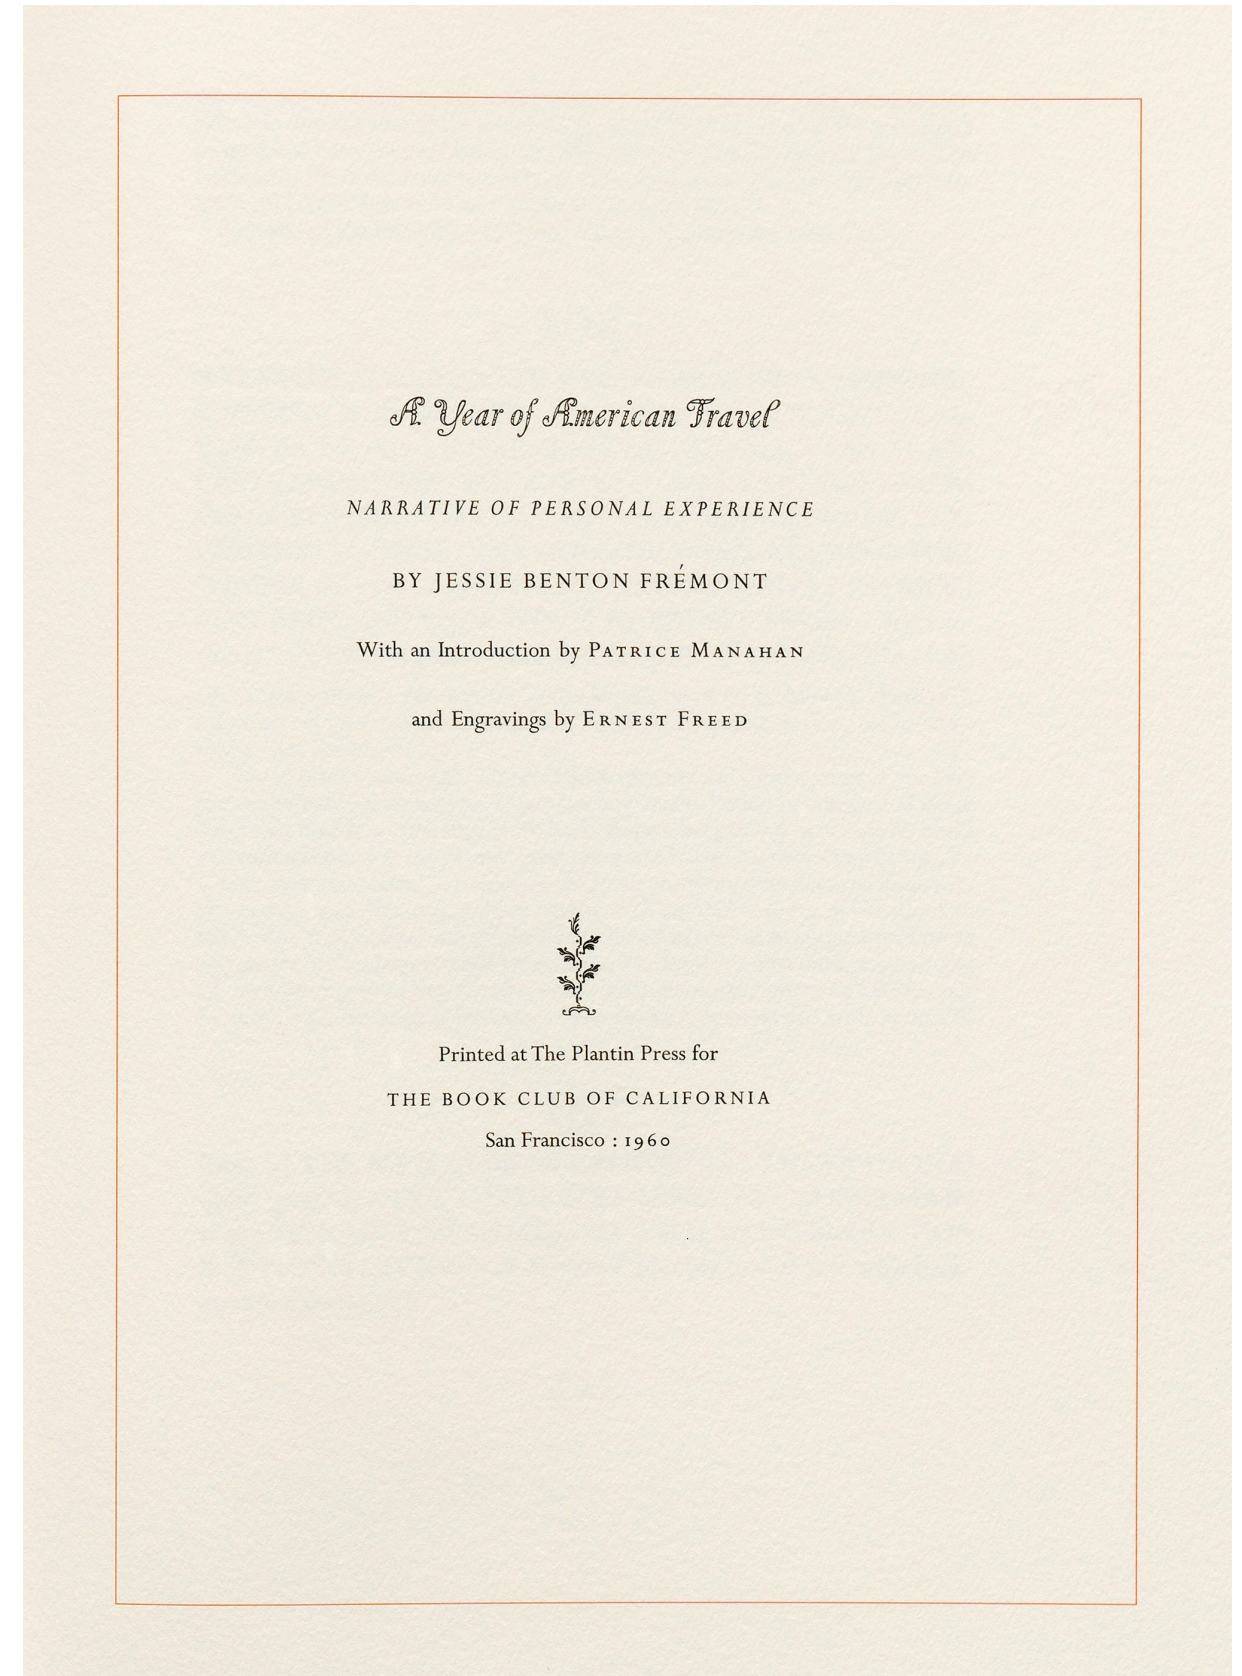 A Year of American Travel
NARRATIVE OF PERSONAL EXPERIENCE
BY JESSIE BENTON FRÉMONT
With an Introduction by PATRICE MANAHAN
and Engravings by ERNEST FREED
Printed at The Plantin Press for
THE BOOK CLUB OF CALIFORNIA
San Francisco : 1960